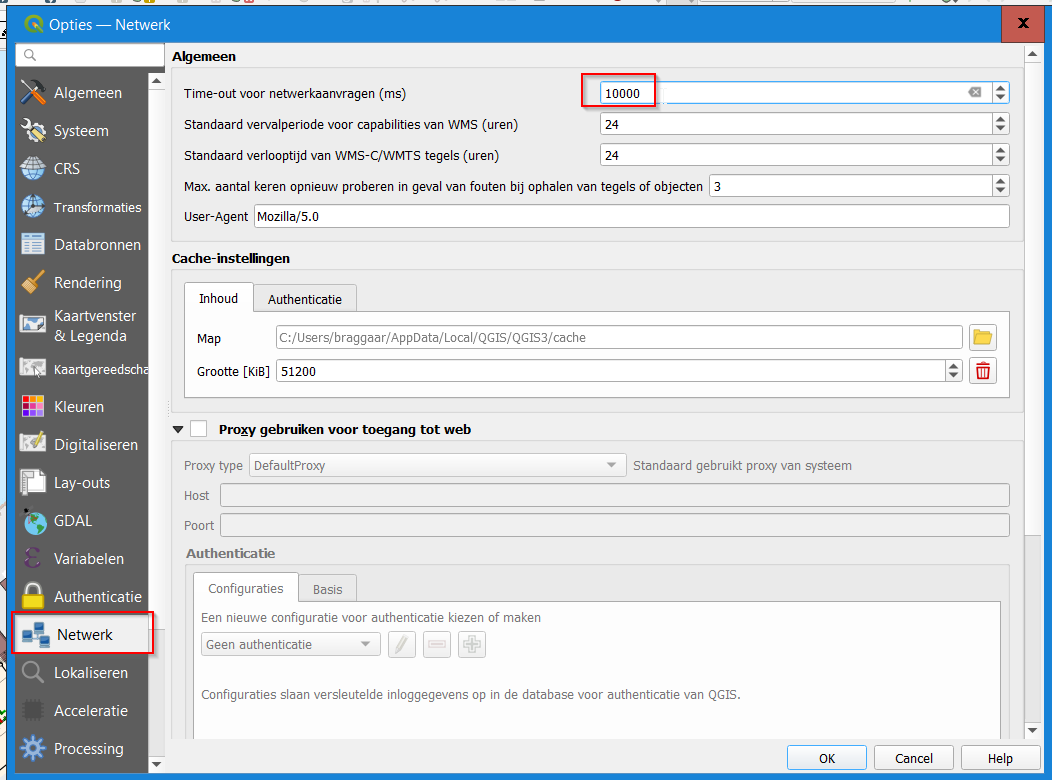 Opties — Netwerk
x
Algemeen
Systeem
CRS
Transformaties
Databronnen
Rendering
Kaartvenster
& Legenda
Kaartgereedscha
Kleuren
Digitaliseren
Lay-outs
GDAL
Variabelen
Authenticatie
Netwerk
Lokaliseren
Acceleratie
Processing
Algemeen
Time-out voor netwerkaanvragen (ms) 10000
Standaard vervalperiode voor capabilities van WMS (uren) 24
Standaard verlooptijd van WMS-C/WMTS tegels (uren) 24
Max. aantal keren opnieuw proberen in geval van fouten bij ophalen van tegels of objecten 3
User-Agent Mozilla/5.0
Cache-instellingen
Inhoud Authenticatie
Map C:/Users/braggaar/AppData/Local/QGIS/QGIS3/cache
Grootte [KiB] 51200
Proxy gebruiken voor toegang tot web
Proxy type DefaultProxy Standaard gebruikt proxy van systeem
Host
Poort
Authenticatie
Configuraties Basis
Een nieuwe configuratie voor authenticatie kiezen of maken
Geen authenticatie
Configuraties slaan versleutelde inloggegevens op in de database voor authenticatie van QGIS.
OK Cancel Help